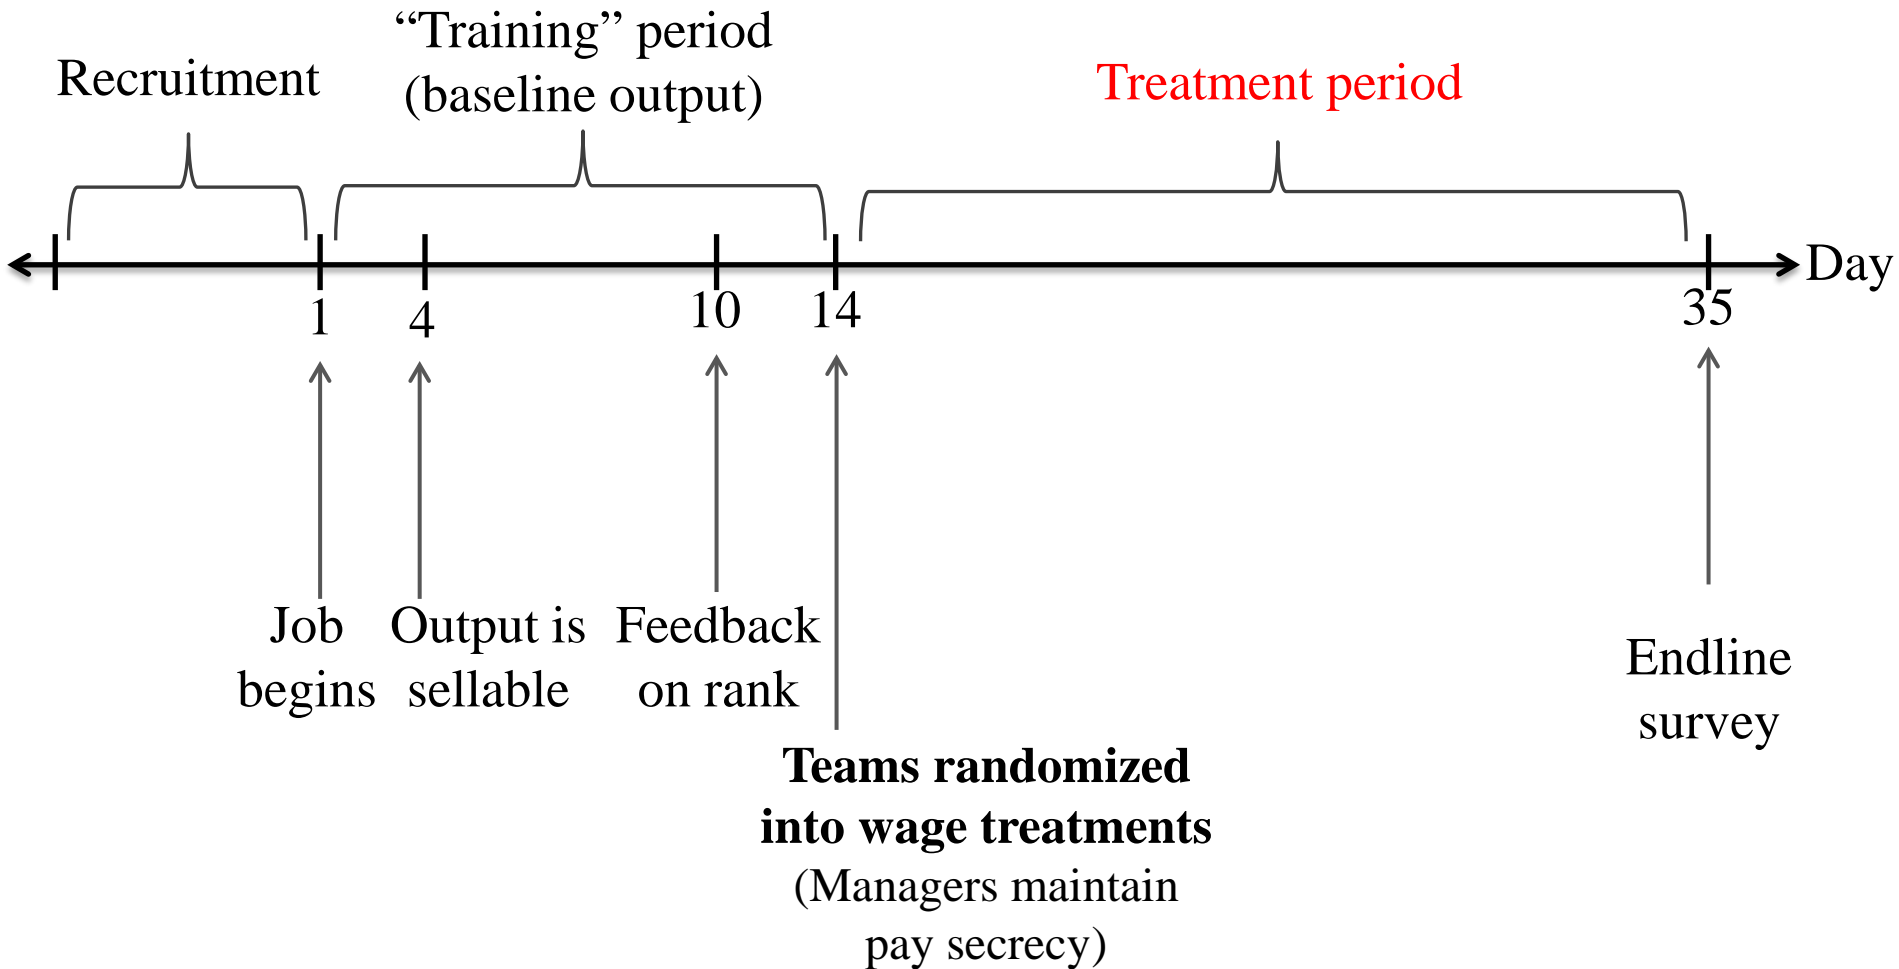 Recruitment
“Training” period
(baseline output)
Treatment period
Day
1
4
10
14
35
Job
begins
Output is
sellable
Feedback
on rank
Teams randomized
into wage treatments
(Managers maintain
pay secrecy)
Endline
survey